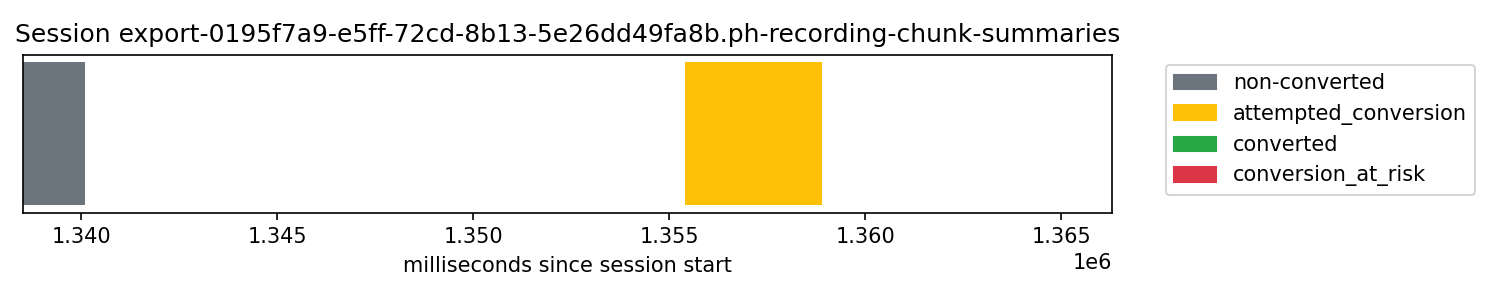 Session export-0195f7a9-e5ff-72cd-8b13-5e26dd49fa8b.ph-recording-chunk-summaries
non-converted
attempted_conversion
converted
conversion_at_risk
1.340 1.345 1.350 1.355 1.360 1.365
milliseconds since session start
1e6